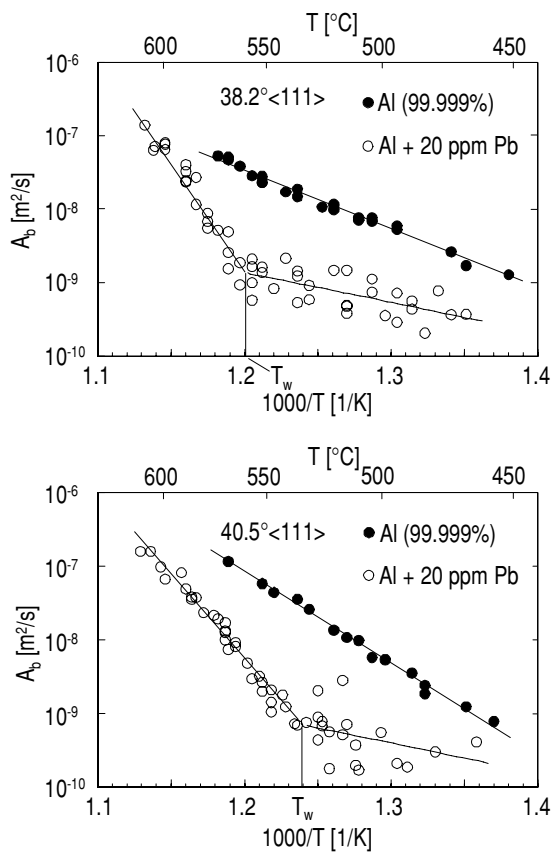 T [°C]
600 550 500 450
10⁻⁶
38.2°<111>
Al (99.999%)
10⁻⁷
Al + 20 ppm Pb
A_b [m²/s]
10⁻⁸
10⁻⁹
10⁻¹⁰
1.1 1.2 1.3 1.4
T_w
1000/T [1/K]
T [°C]
600 550 500 450
10⁻⁶
40.5°<111>
Al (99.999%)
10⁻⁷
Al + 20 ppm Pb
A_b [m²/s]
10⁻⁸
10⁻⁹
10⁻¹⁰
1.1 1.2 T_w 1.3 1.4
1000/T [1/K]